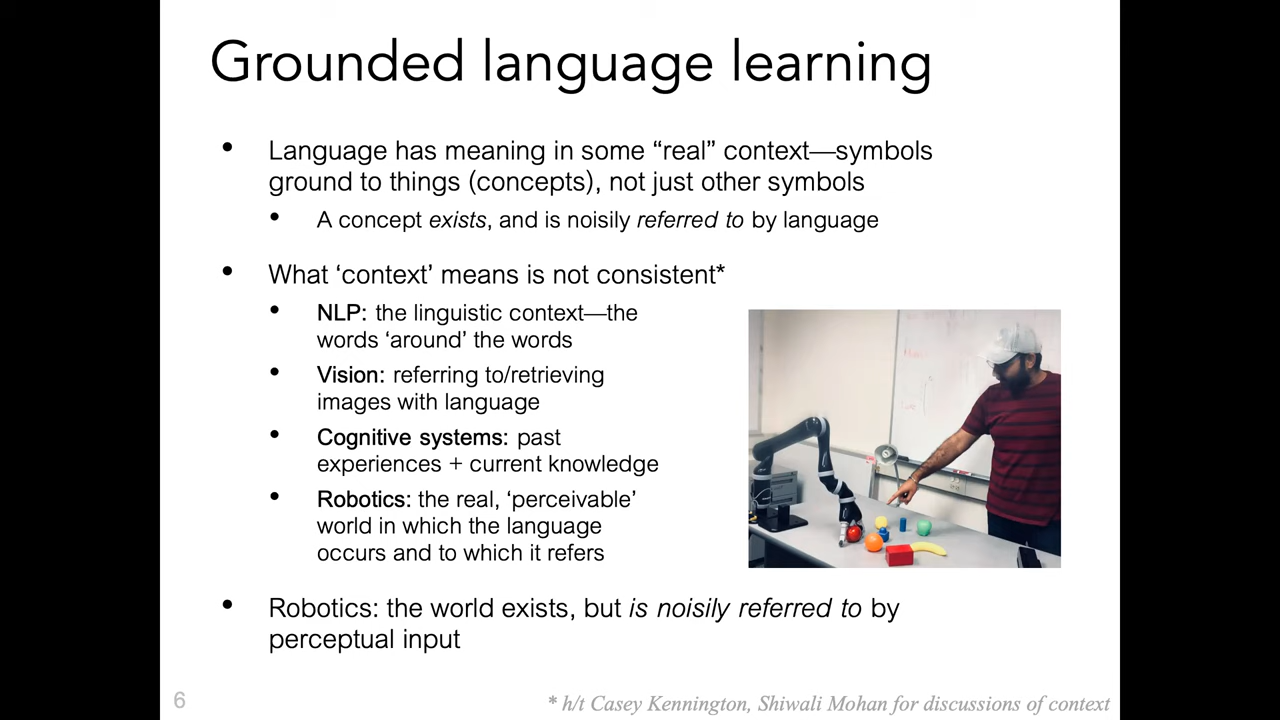 Grounded language learning
• Language has meaning in some “real” context—symbols
ground to things (concepts), not just other symbols
• A concept exists, and is noisily referred to by language
• What ‘context’ means is not consistent*
• NLP: the linguistic context—the
words ‘around’ the words
• Vision: referring to/retrieving
images with language
• Cognitive systems: past
experiences + current knowledge
• Robotics: the real, ‘perceivable’
world in which the language
occurs and to which it refers
• Robotics: the world exists, but is noisily referred to by
perceptual input
6
* h/t Casey Kennington, Shiwali Mohan for discussions of context